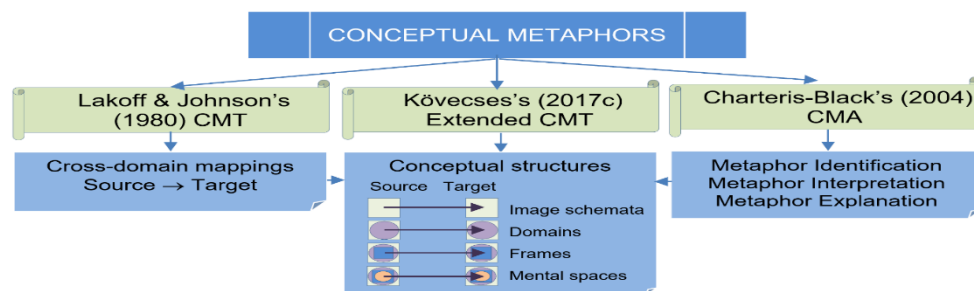 CONCEPTUAL METAPHORS
Lakoff & Johnson's
(1980) CMT
Kövecses's (2017c)
Extended CMT
Charteris-Black's (2004)
CMA
Cross-domain mappings
Source → Target
Conceptual structures
Source Target
Image schemata
Domains
Frames
Mental spaces
Metaphor Identification
Metaphor Interpretation
Metaphor Explanation